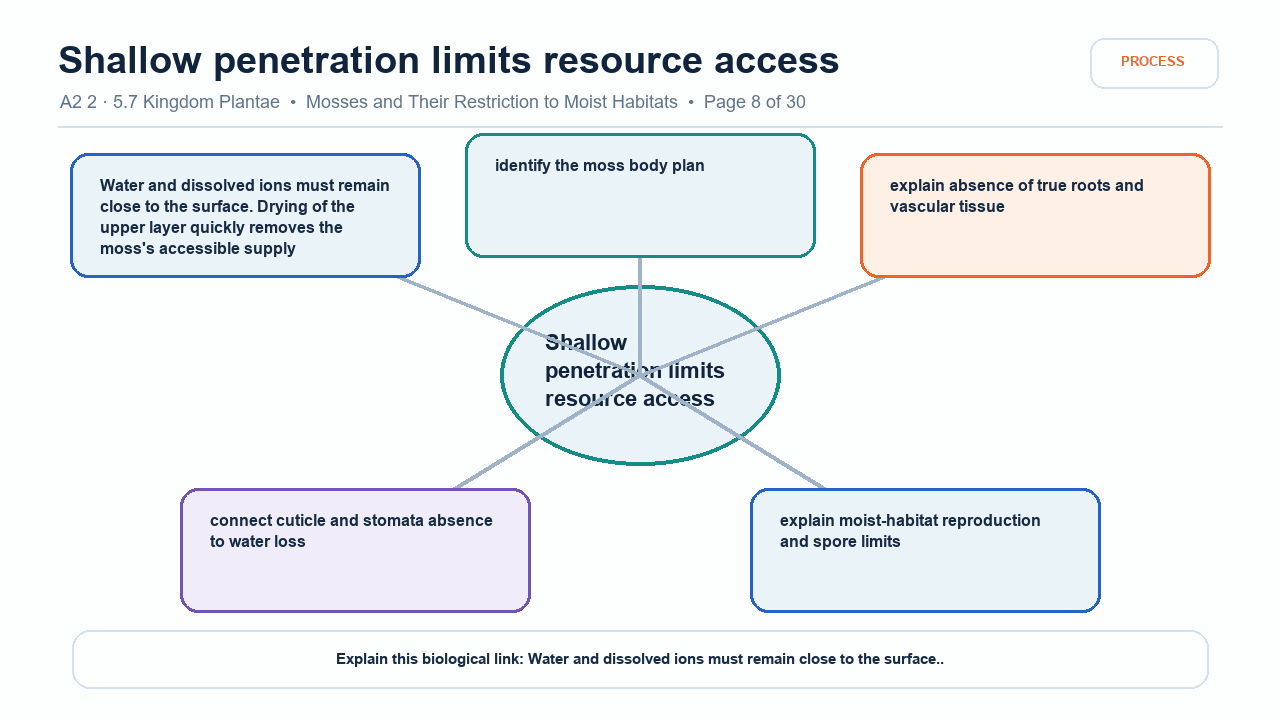 Shallow penetration limits resource access
PROCESS
A2 2 · 5.7 Kingdom Plantae • Mosses and Their Restriction to Moist Habitats • Page 8 of 30
Water and dissolved ions must remain
close to the surface. Drying of the
upper layer quickly removes the
moss's accessible supply
identify the moss body plan
explain absence of true roots and
vascular tissue
Shallow
penetration limits
resource access
connect cuticle and stomata absence
to water loss
explain moist-habitat reproduction
and spore limits
Explain this biological link: Water and dissolved ions must remain close to the surface..